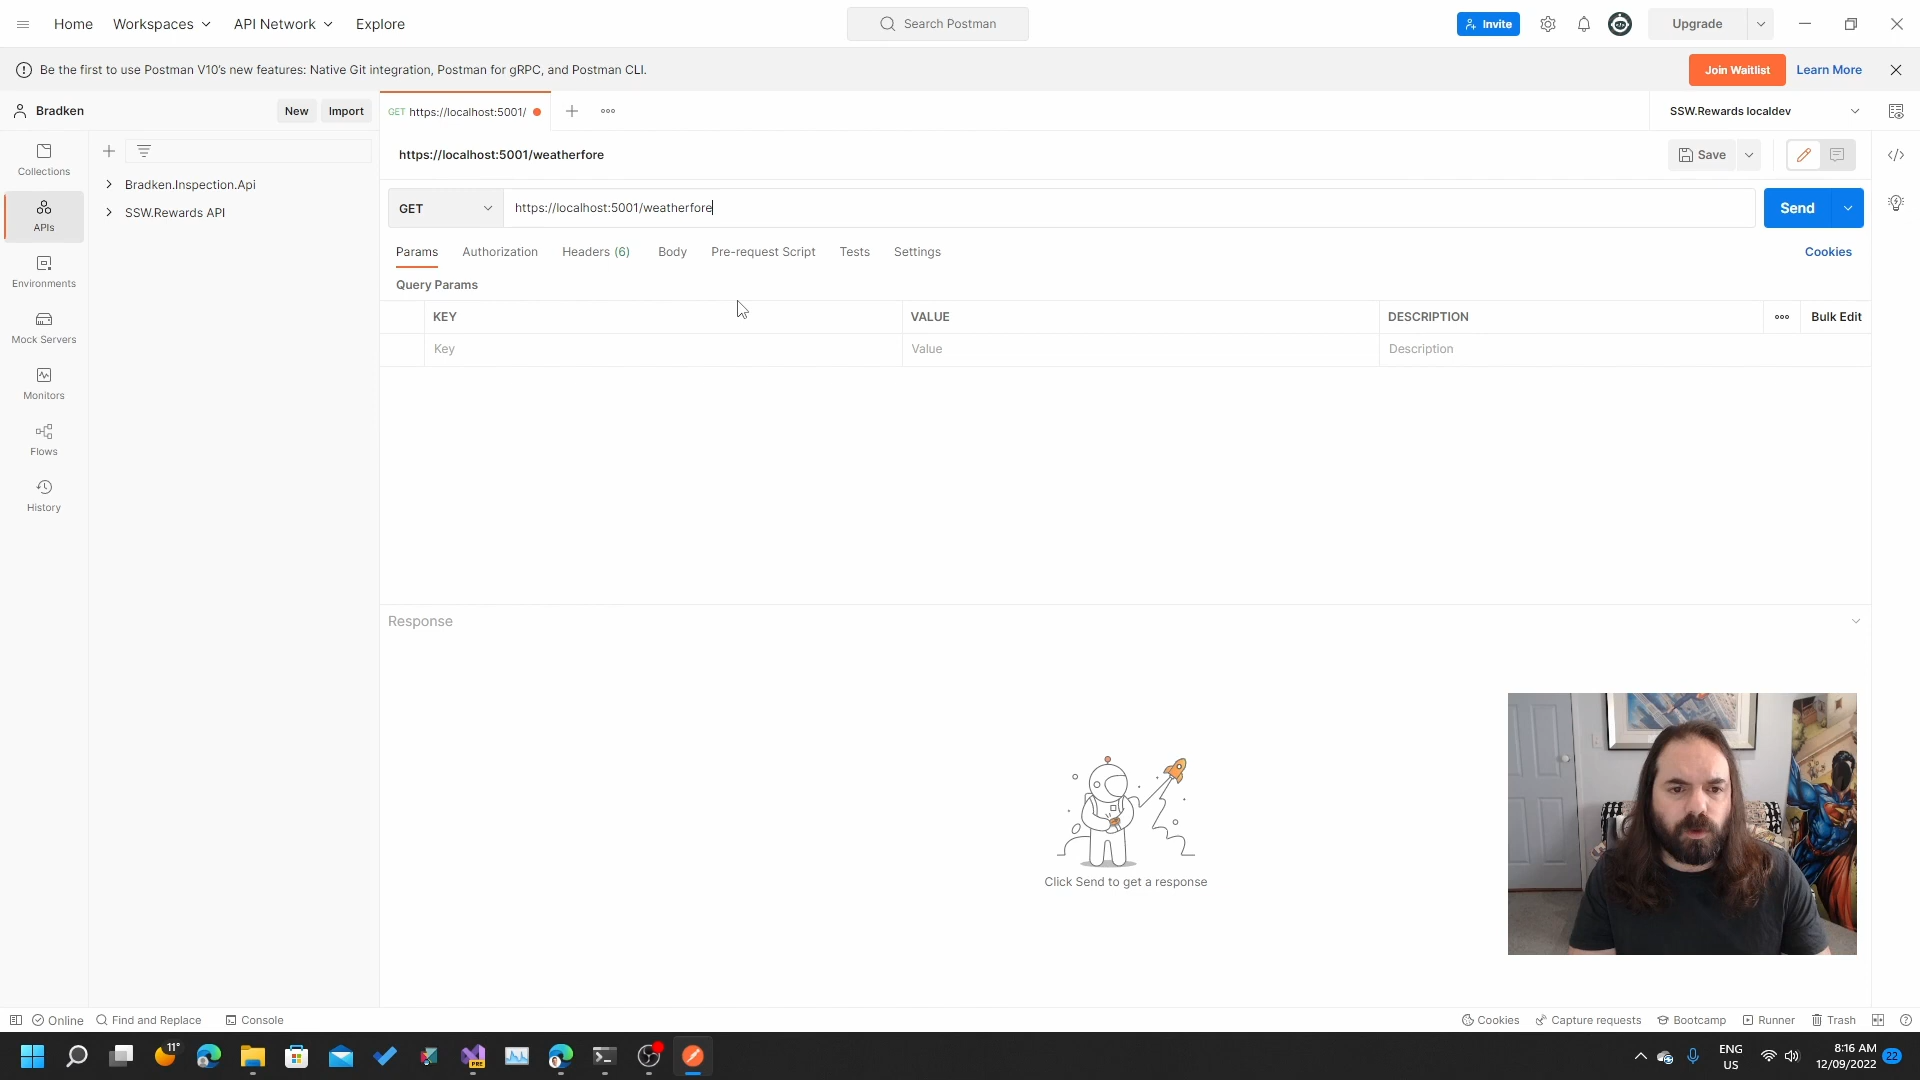 Home Workspaces API Network Explore Search Postman Invite Upgrade
Be the first to use Postman V10's new features: Native Git integration, Postman for gRPC, and Postman CLI. Join Waitlist Learn More
Bradken New Import GET https://localhost:5001/ SSW.Rewards localdev
https://localhost:5001/weatherfore Save
Collections
Bradken.Inspection.Api
SSW.Rewards API
APIs
GET https://localhost:5001/weatherfore Send
Params Authorization Headers (6) Body Pre-request Script Tests Settings Cookies
Environments
Query Params
KEY VALUE DESCRIPTION Bulk Edit
Mock Servers
Key Value Description
Monitors
Flows
History
Response
Click Send to get a response
Online Find and Replace Console Cookies Capture requests Bootcamp Runner Trash
11°
PRE
ENG
US
8:16 AM
12/09/2022
22